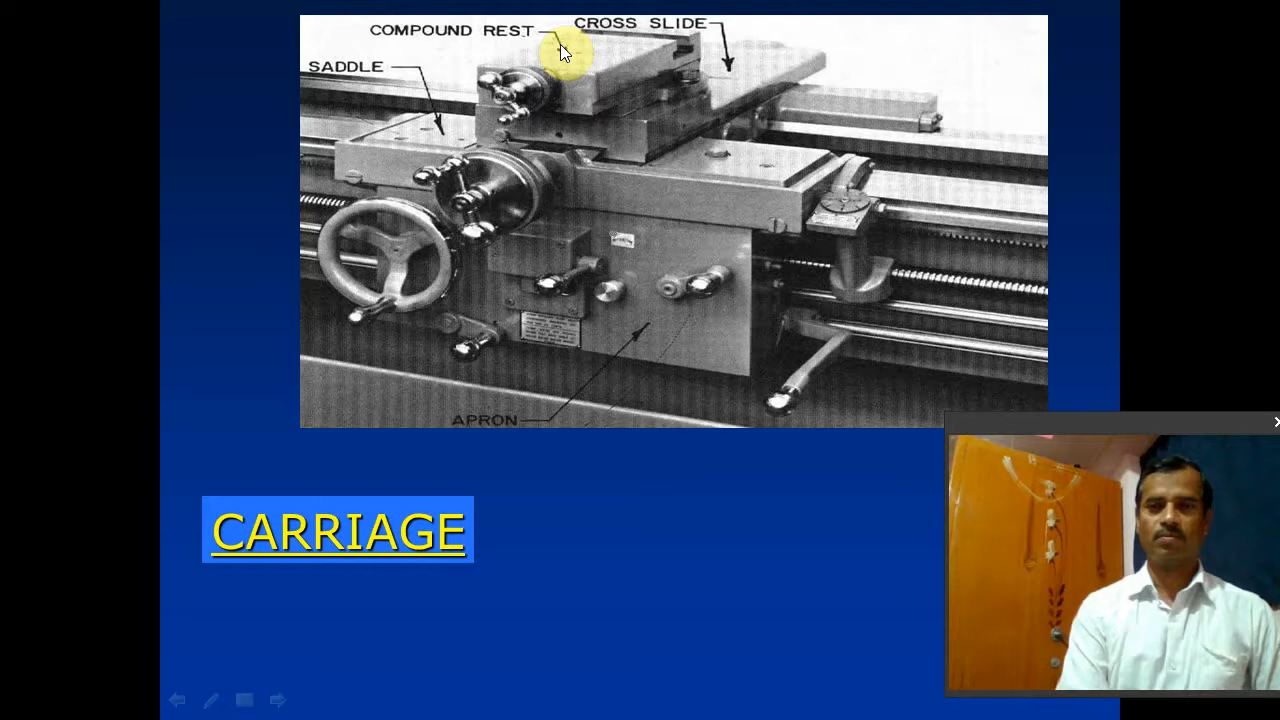 CROSS SLIDE
COMPOUND REST
SADDLE
APRON
CARRIAGE